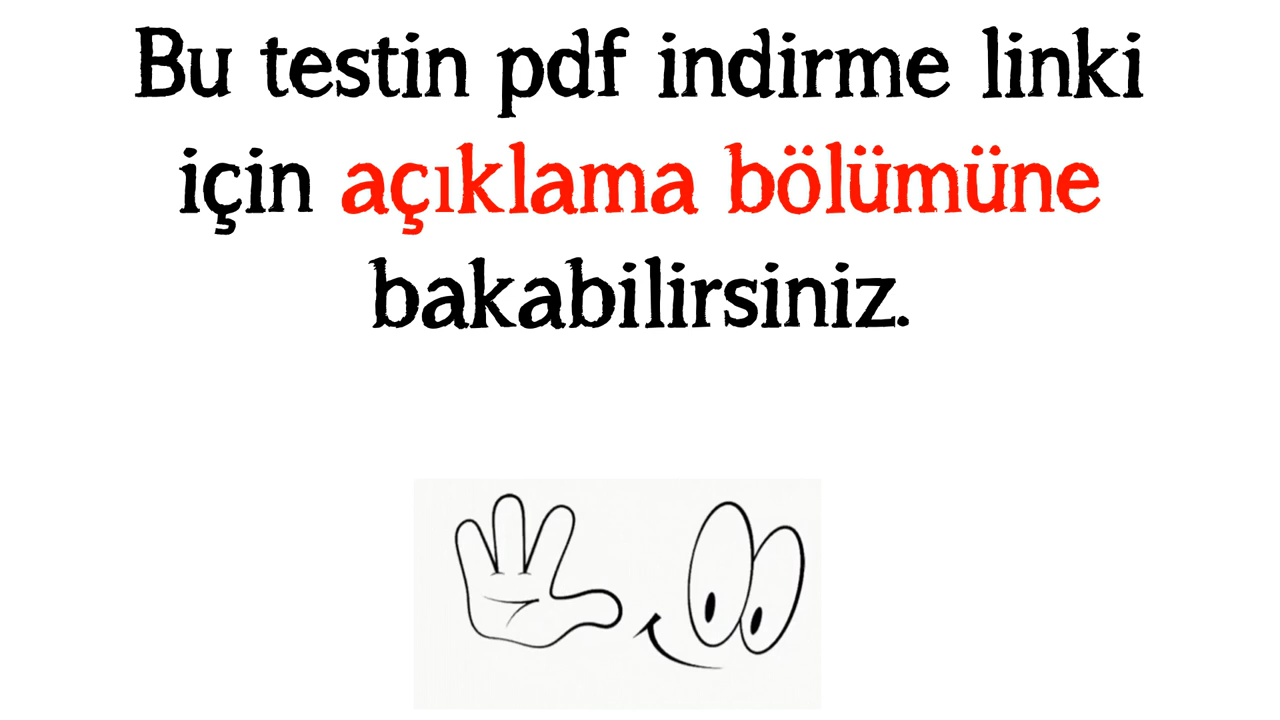 Bu testin pdf indirme linki
için açıklama bölümüne
bakabilirsiniz.